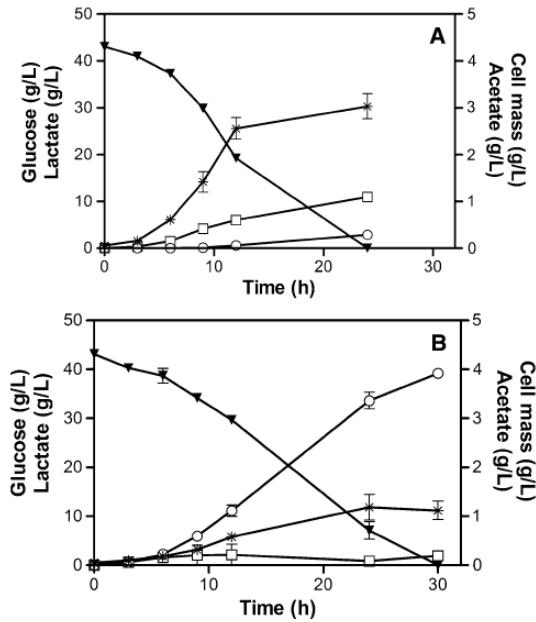 A
50
40
30
20
10
0
5
4
3
2
1
0
0
10
20
30
Glucose (g/L)
Lactate (g/L)
Cell mass (g/L)
Acetate (g/L)
Time (h)
B
50
40
30
20
10
0
5
4
3
2
1
0
0
10
20
30
Glucose (g/L)
Lactate (g/L)
Cell mass (g/L)
Acetate (g/L)
Time (h)